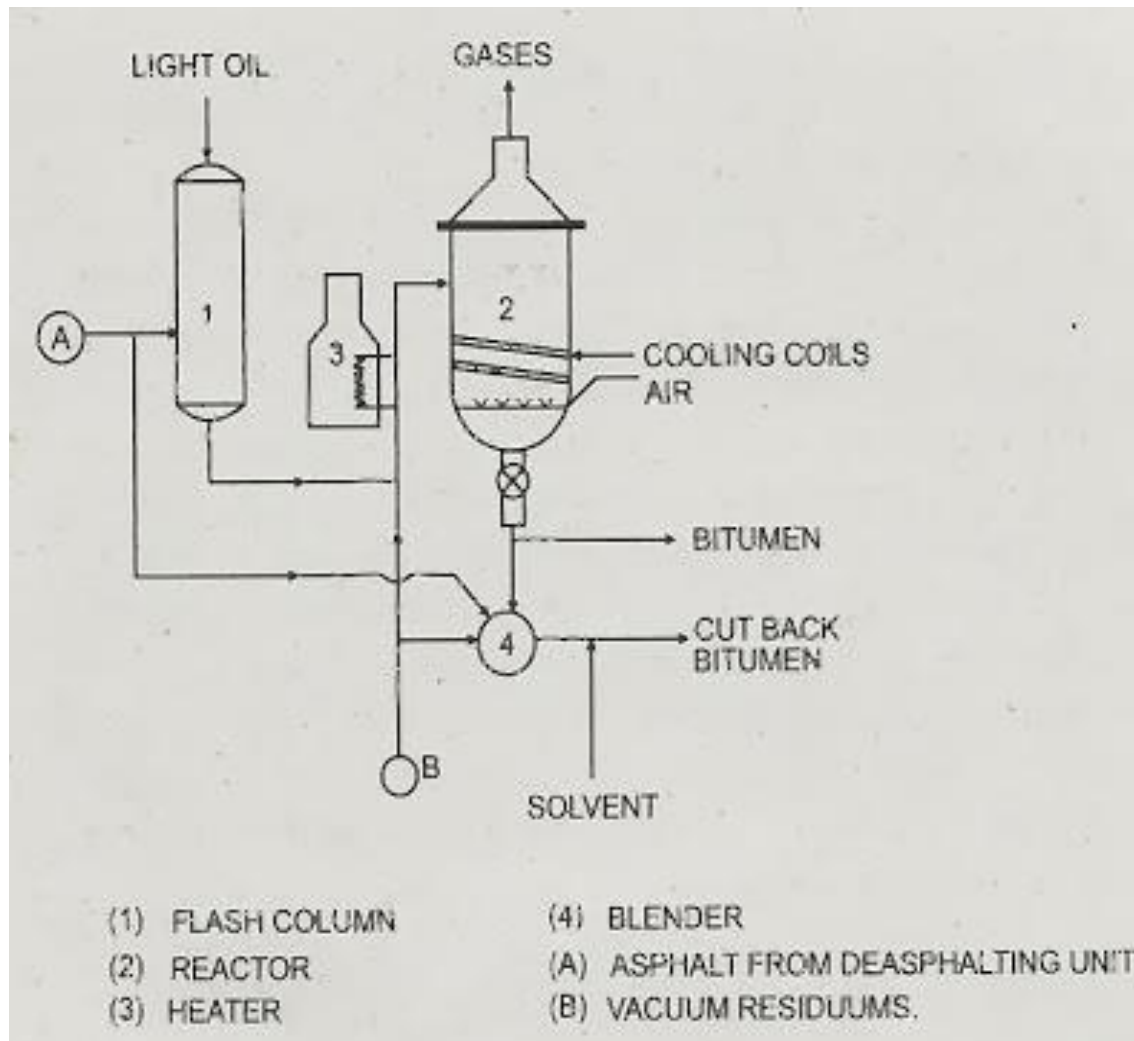 LIGHT OIL
GASES
1
2
A
3
COOLING COILS
AIR
BITUMEN
4
CUT BACK
BITUMEN
B
SOLVENT
(1) FLASH COLUMN
(2) REACTOR
(3) HEATER
(4) BLENDER
(A) ASPHALT FROM DEASPHALTING UNIT
(B) VACUUM RESIDUUMS.